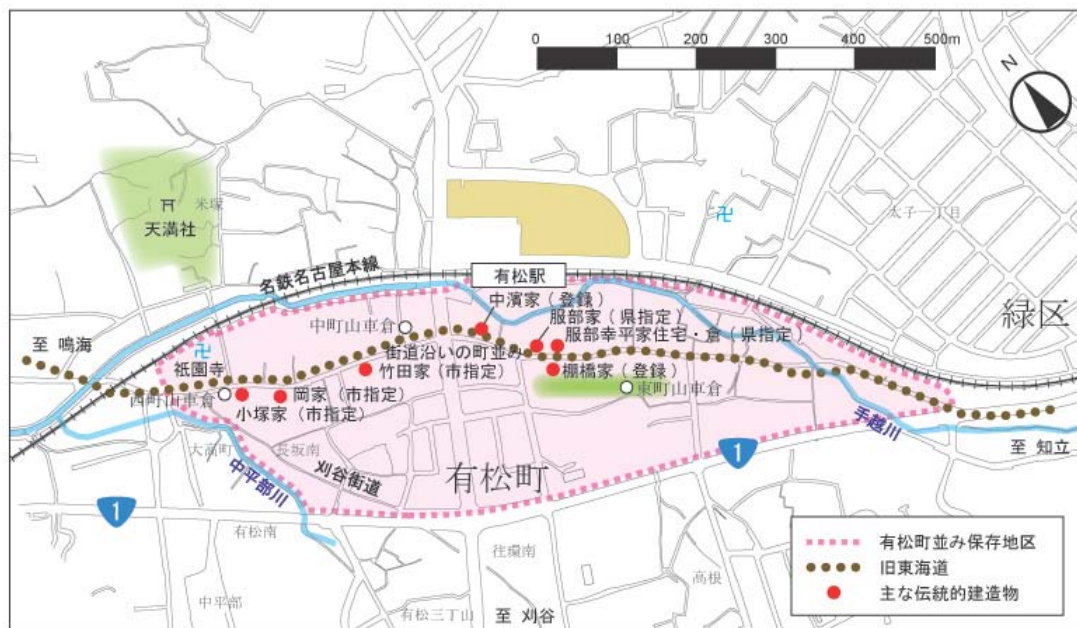 0 100 200 300 400 500m
N
米塚
天満社
太子一丁目
名鉄名古屋本線
有松駅
中濱家(登録)
緑区
中町山車倉
服部家(県指定)
服部幸平家住宅・倉(県指定)
至 鳴海
街道沿いの町並み
祇園寺
竹田家(市指定)
棚橋家(登録)
東町山車倉
西町山車倉
岡家(市指定)
小塚家(市指定)
手越川
大高町
長坂南
至 知立
刈谷街道
有松町
1
中平部川
1
有松南
往環南
有松町並み保存地区
高根
旧東海道
中平部
主な伝統的建造物
有松三丁山
至 刈谷